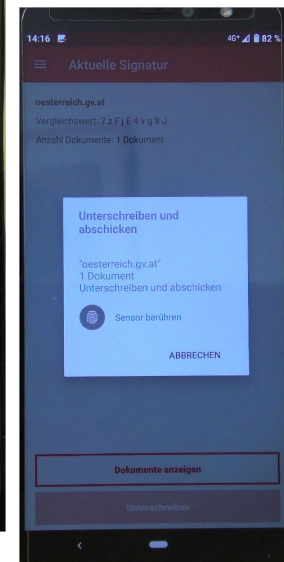 14:16 4G+ 82 %
Aktuelle Signatur
oesterreich.gv.at
Vergleichswert: 7 z F j E 4 v q 8 J
Anzahl Dokumente: 1 Dokument
Unterschreiben und
abschicken
"oesterreich.gv.at"
1 Dokument
Unterschreiben und abschicken
Sensor berühren
ABBRECHEN
Dokumente anzeigen
Unterschreiben